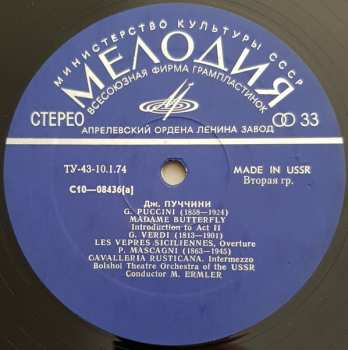 МИНИСТЕРСТВО КУЛЬТУРЫ СССР
МЕЛОДИЯ
ВСЕСОЮЗНАЯ ФИРМА ГРАМПЛАСТИНОК
СТЕРЕО
33
АПРЕЛЕВСКИЙ ОРДЕНА ЛЕНИНА ЗАВОД
ТУ-43-10.1.74
MADE IN USSR
С10—08436(а)
Вторая гр.
Дж. ПУЧЧИНИ
G. PUCCINI (1858—1924)
MADAME BUTTERFLY
Introduction to Act II
G. VERDI (1813—1901)
LES VEPRES SICILIENNES, Overture
P. MASCAGNI (1863—1945)
CAVALLERIA RUSTICANA. Intermezzo
Bolshoi Theatre Orchestra of the USSR
Conductor M. ERMLER